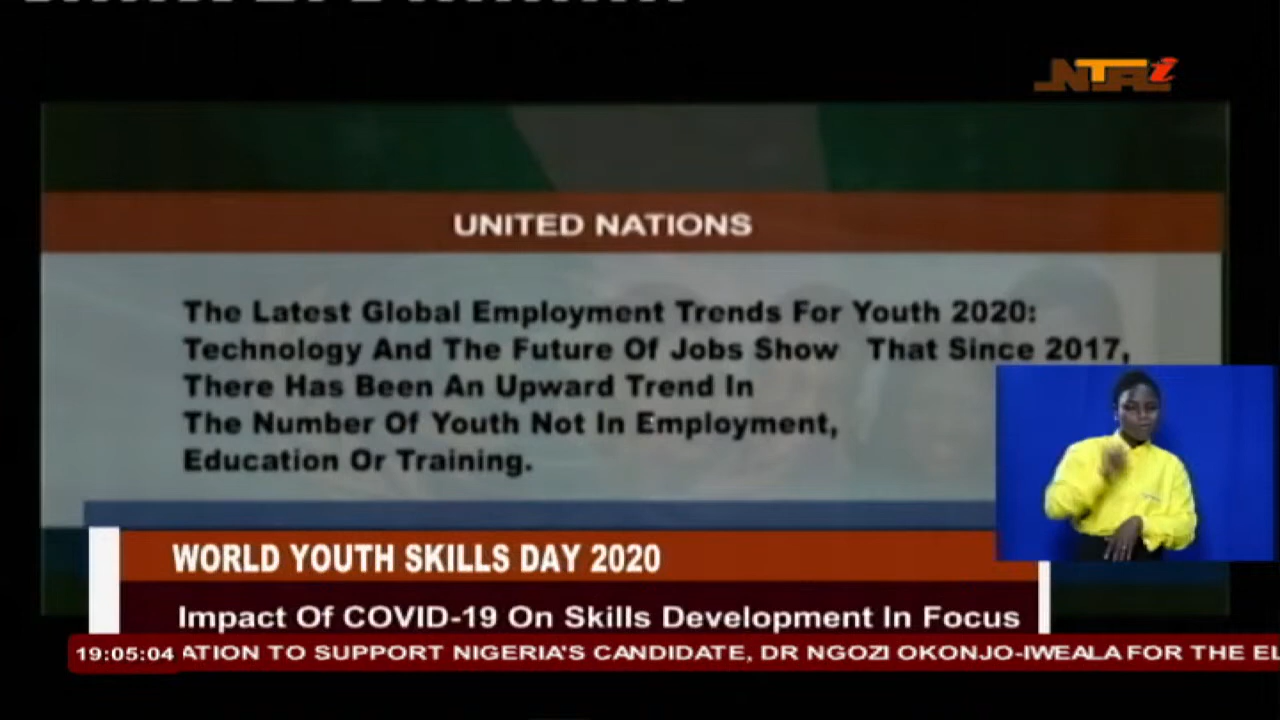 NTAi
UNITED NATIONS
The Latest Global Employment Trends For Youth 2020:
Technology And The Future Of Jobs Show That Since 2017,
There Has Been An Upward Trend In
The Number Of Youth Not In Employment,
Education Or Training.
WORLD YOUTH SKILLS DAY 2020
Impact Of COVID-19 On Skills Development In Focus
19:05:04 ATION TO SUPPORT NIGERIA'S CANDIDATE, DR NGOZI OKONJO-IWEALA FOR THE EL